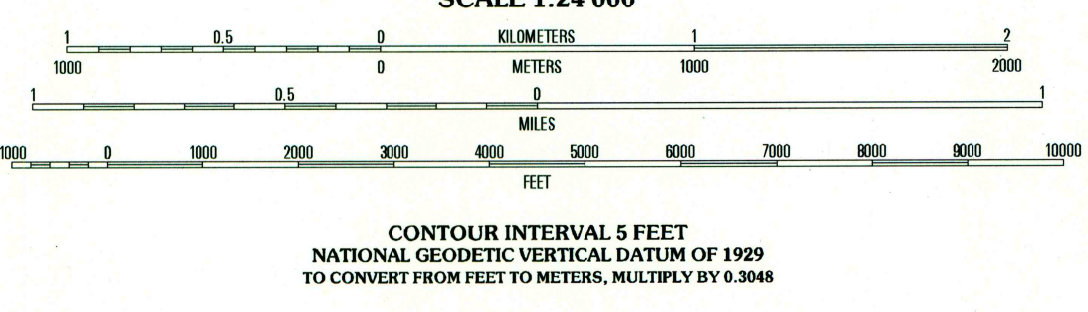 SCALE 1:24 000
1 0.5 0 KILOMETERS 1 2
1000 0 METERS 1000 2000
1 0.5 0 1
MILES
1000 0 1000 2000 3000 4000 5000 6000 7000 8000 9000 10000
FEET
CONTOUR INTERVAL 5 FEET
NATIONAL GEODETIC VERTICAL DATUM OF 1929
TO CONVERT FROM FEET TO METERS, MULTIPLY BY 0.3048